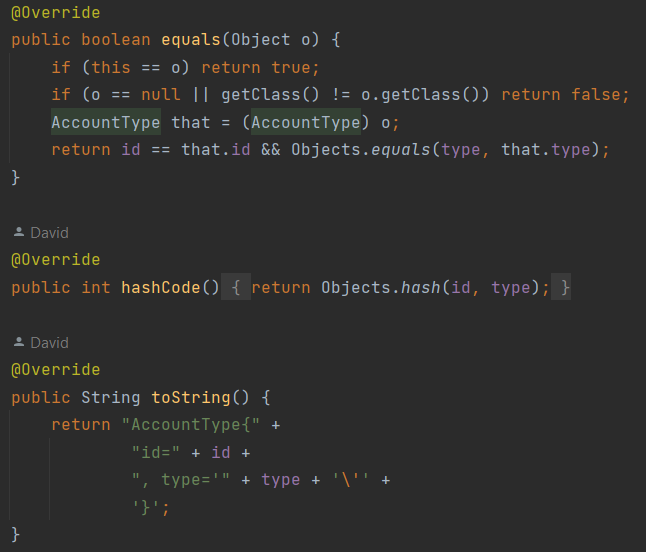 @Override
public boolean equals(Object o) {
    if (this == o) return true;
    if (o == null || getClass() != o.getClass()) return false;
    AccountType that = (AccountType) o;
    return id == that.id && Objects.equals(type, that.type);
}
David
@Override
public int hashCode() { return Objects.hash(id, type); }
David
@Override
public String toString() {
    return "AccountType{" +
            "id=" + id +
            ", type='" + type + '\'' +
            '}';
}